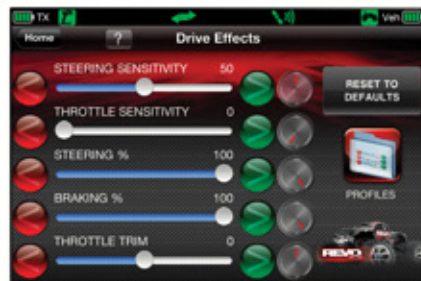 TX Veh
Home ? Drive Effects
STEERING SENSITIVITY 50
RESET TO
DEFAULTS
THROTTLE SENSITIVITY 0
STEERING % 100
PROFILES
BRAKING % 100
THROTTLE TRIM 0
REVO